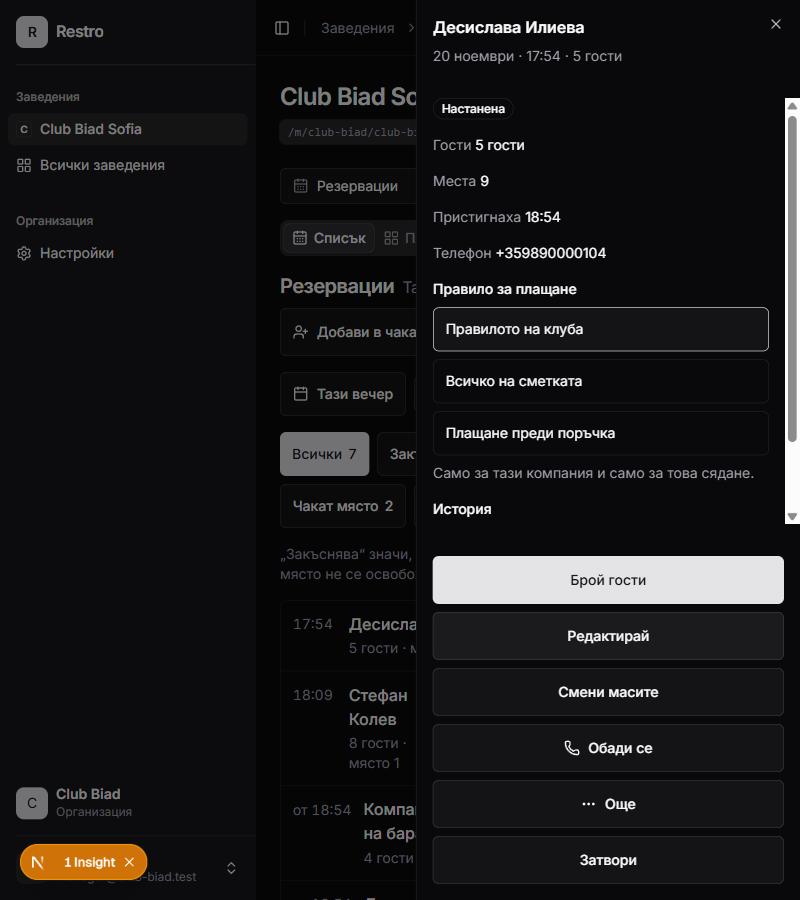 R Restro
Заведения
C Club Biad Sofia
Всички заведения
Организация
Настройки
C Club Biad
Организация
1 Insight
-biad.test
Заведения
Club Biad
/m/club-biad/
Резервации
Списък
Резервации
Добави в
Тази вечер
Всички 7
Чакат място 2
„Закъснява“ значи,
място не се
17:54
5 гости ·
18:09 Стефан
Колев
8 гости ·
място 1
от 18:54
на
4 гости
Десислава Илиева
20 ноември · 17:54 · 5 гости
Настанена
Гости 5 гости
Места 9
Пристигнаха 18:54
Телефон +359890000104
Правило за плащане
Правилото на клуба
Всичко на сметката
Плащане преди поръчка
Само за тази компания и само за това сядане.
История
Брой гости
Редактирай
Смени масите
Обади се
Още
Затвори